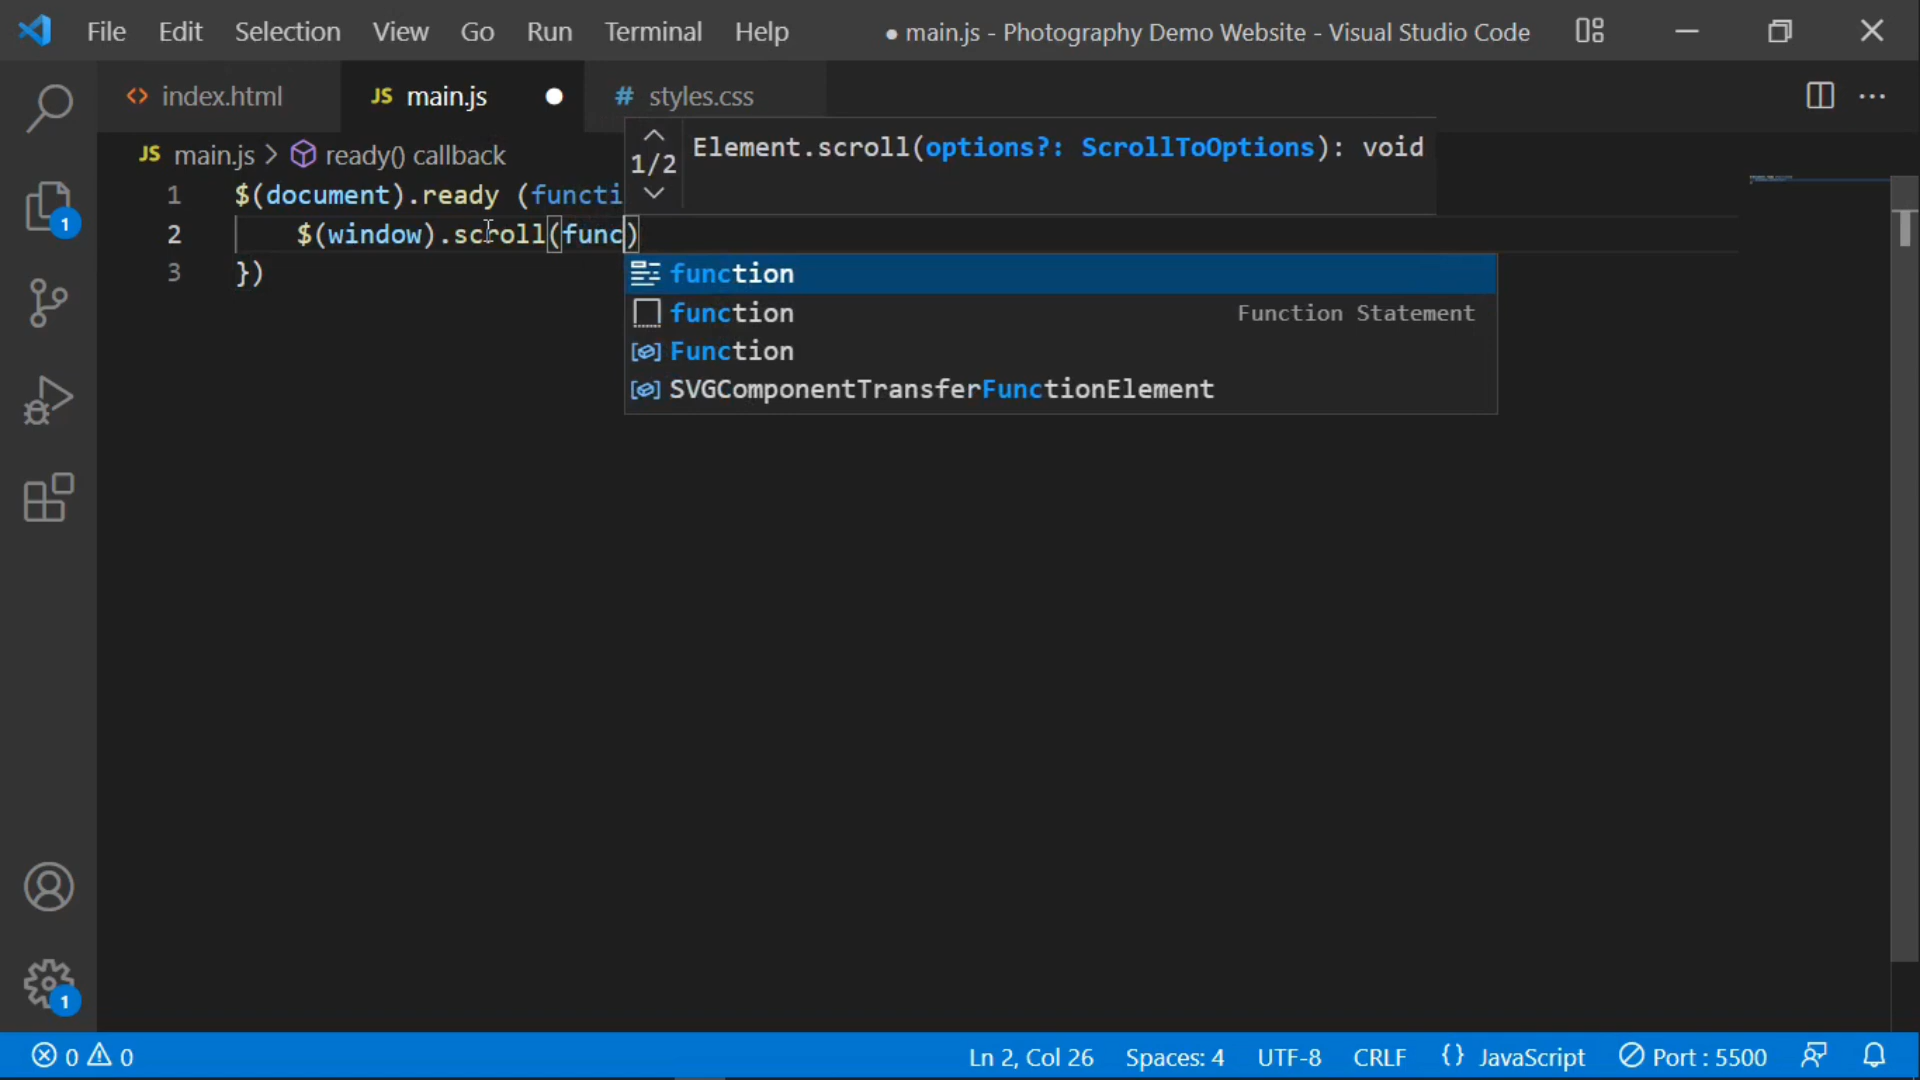 File Edit Selection View Go Run Terminal Help ● main.js - Photography Demo Website - Visual Studio Code
<> index.html JS main.js ● # styles.css
JS main.js > ready() callback
1/2 Element.scroll(options?: ScrollToOptions): void
1 $(document).ready (functi
2 $(window).scroll(func)
3 })
function
function Function Statement
Function
SVGComponentTransferFunctionElement
1
1
0 0 Ln 2, Col 26 Spaces: 4 UTF-8 CRLF {} JavaScript Port : 5500